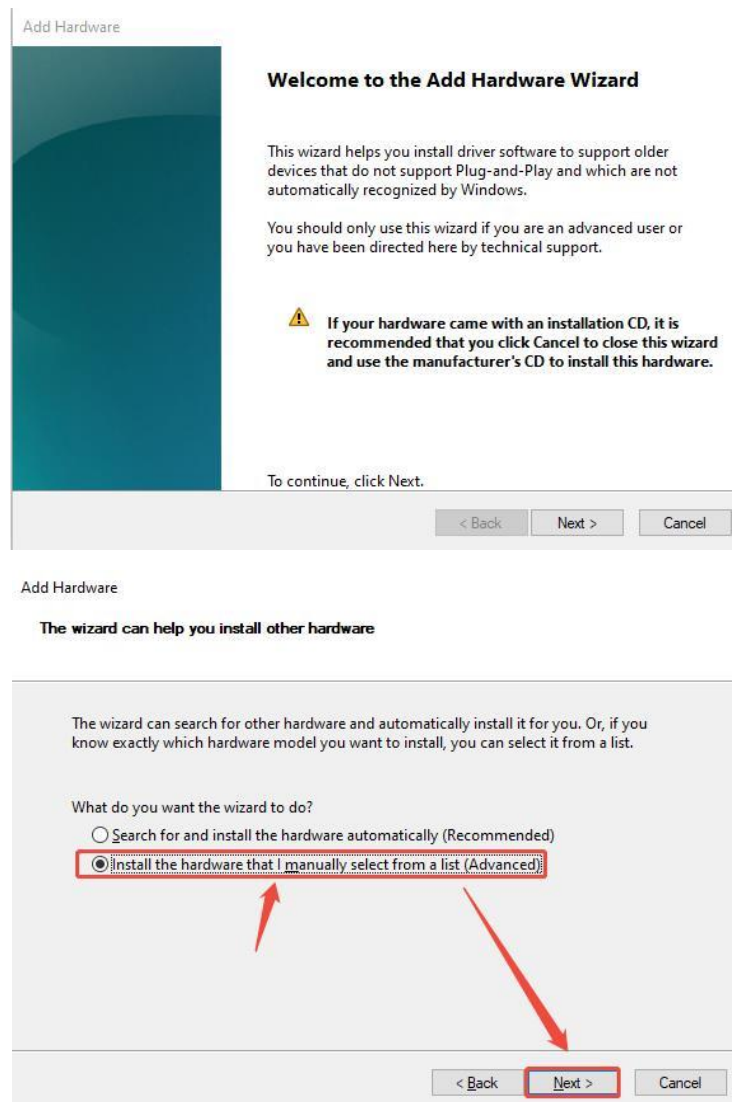 Add Hardware
Welcome to the Add Hardware Wizard
This wizard helps you install driver software to support older
devices that do not support Plug-and-Play and which are not
automatically recognized by Windows.
You should only use this wizard if you are an advanced user or
you have been directed here by technical support.
If your hardware came with an installation CD, it is
recommended that you click Cancel to close this wizard
and use the manufacturer's CD to install this hardware.
To continue, click Next.
< Back Next > Cancel
Add Hardware
The wizard can help you install other hardware
The wizard can search for other hardware and automatically install it for you. Or, if you
know exactly which hardware model you want to install, you can select it from a list.
What do you want the wizard to do?
Search for and install the hardware automatically (Recommended)
Install the hardware that I manually select from a list (Advanced)
< Back Next > Cancel